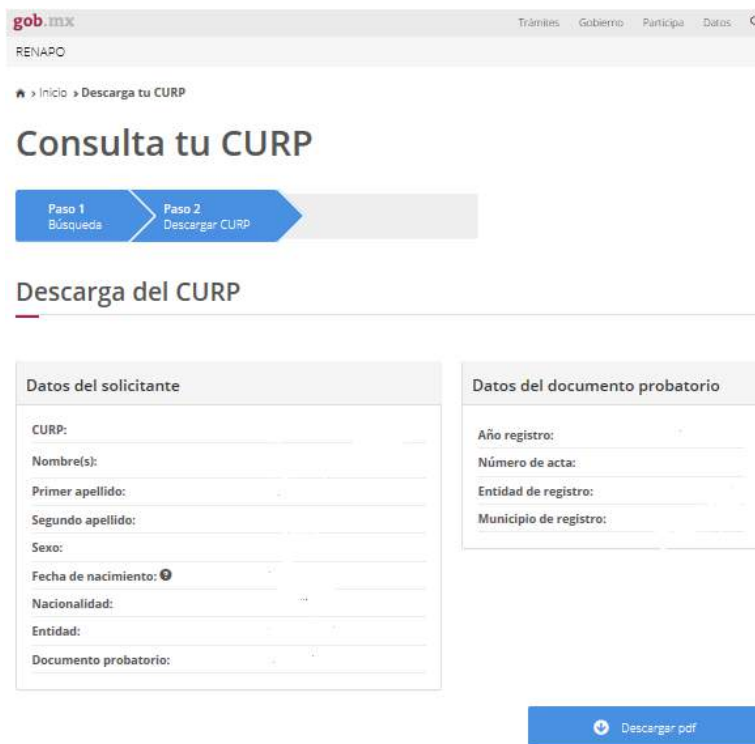 gob.mx
Trámites Gobierno Participa Datos
RENAPO
> Inicio > Descarga tu CURP
Consulta tu CURP
Paso 1
Búsqueda
Paso 2
Descargar CURP
Descarga del CURP
Datos del solicitante
CURP:
Nombre(s):
Primer apellido:
Segundo apellido:
Sexo:
Fecha de nacimiento: ?
Nacionalidad:
Entidad:
Documento probatorio:
Datos del documento probatorio
Año registro:
Número de acta:
Entidad de registro:
Municipio de registro:
Descargar pdf